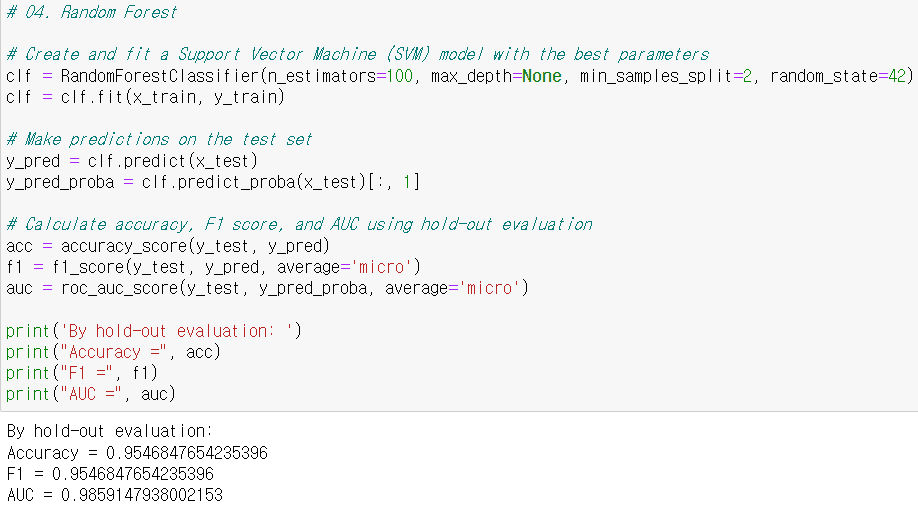 # 04. Random Forest
# Create and fit a Support Vector Machine (SVM) model with the best parameters
clf = RandomForestClassifier(n_estimators=100, max_depth=None, min_samples_split=2, random_state=42)
clf = clf.fit(x_train, y_train)
# Make predictions on the test set
y_pred = clf.predict(x_test)
y_pred_proba = clf.predict_proba(x_test)[:, 1]
# Calculate accuracy, F1 score, and AUC using hold-out evaluation
acc = accuracy_score(y_test, y_pred)
f1 = f1_score(y_test, y_pred, average='micro')
auc = roc_auc_score(y_test, y_pred_proba, average='micro')
print('By hold-out evaluation: ')
print("Accuracy =", acc)
print("F1 =", f1)
print("AUC =", auc)
By hold-out evaluation:
Accuracy = 0.9546847654235396
F1 = 0.9546847654235396
AUC = 0.9859147938002153